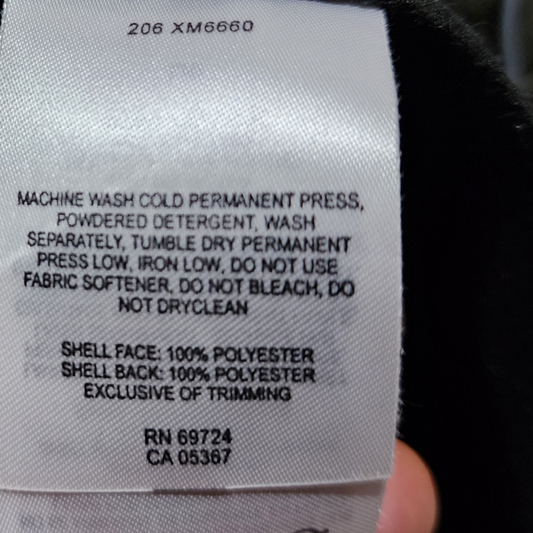 206 XM6660
MACHINE WASH COLD PERMANENT PRESS,
POWDERED DETERGENT, WASH
SEPARATELY, TUMBLE DRY PERMANENT
PRESS LOW, IRON LOW, DO NOT USE
FABRIC SOFTENER, DO NOT BLEACH, DO
NOT DRYCLEAN
SHELL FACE: 100% POLYESTER
SHELL BACK: 100% POLYESTER
EXCLUSIVE OF TRIMMING
RN 69724
CA 05367